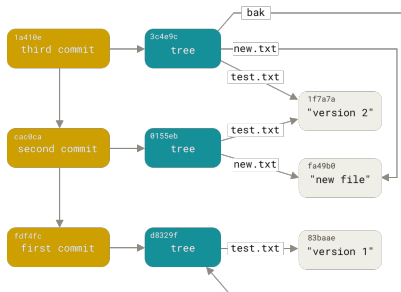 bak
1a410e
third commit
3c4e9c
tree
new.txt
test.txt
1f7a7a
"version 2"
cac0ca
second commit
0155eb
tree
test.txt
new.txt
fa49b0
"new file"
fdf4fc
first commit
d8329f
tree
test.txt
83baae
"version 1"